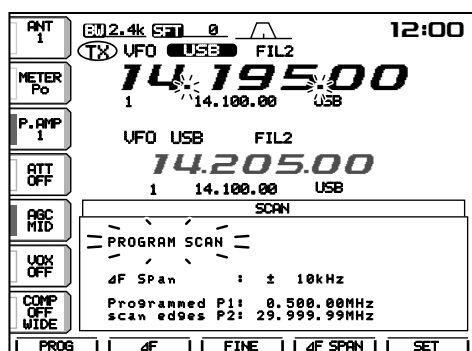 ANT
1
BW 2.4k SFT 0
12:00
TX VFO USB FIL2
METER
Po
14.195.00
1 14.100.00 USB
P.AMP
1
VFO USB FIL2
ATT
OFF
14.205.00
1 14.100.00 USB
SCAN
AGC
MID
PROGRAM SCAN
VOX
OFF
⊿F SPan : ± 10kHz
COMP
OFF
WIDE
Programmed P1: 0.500.00MHz
scan edges P2: 29.999.99MHz
PROG ⊿F FINE ⊿F SPAN SET